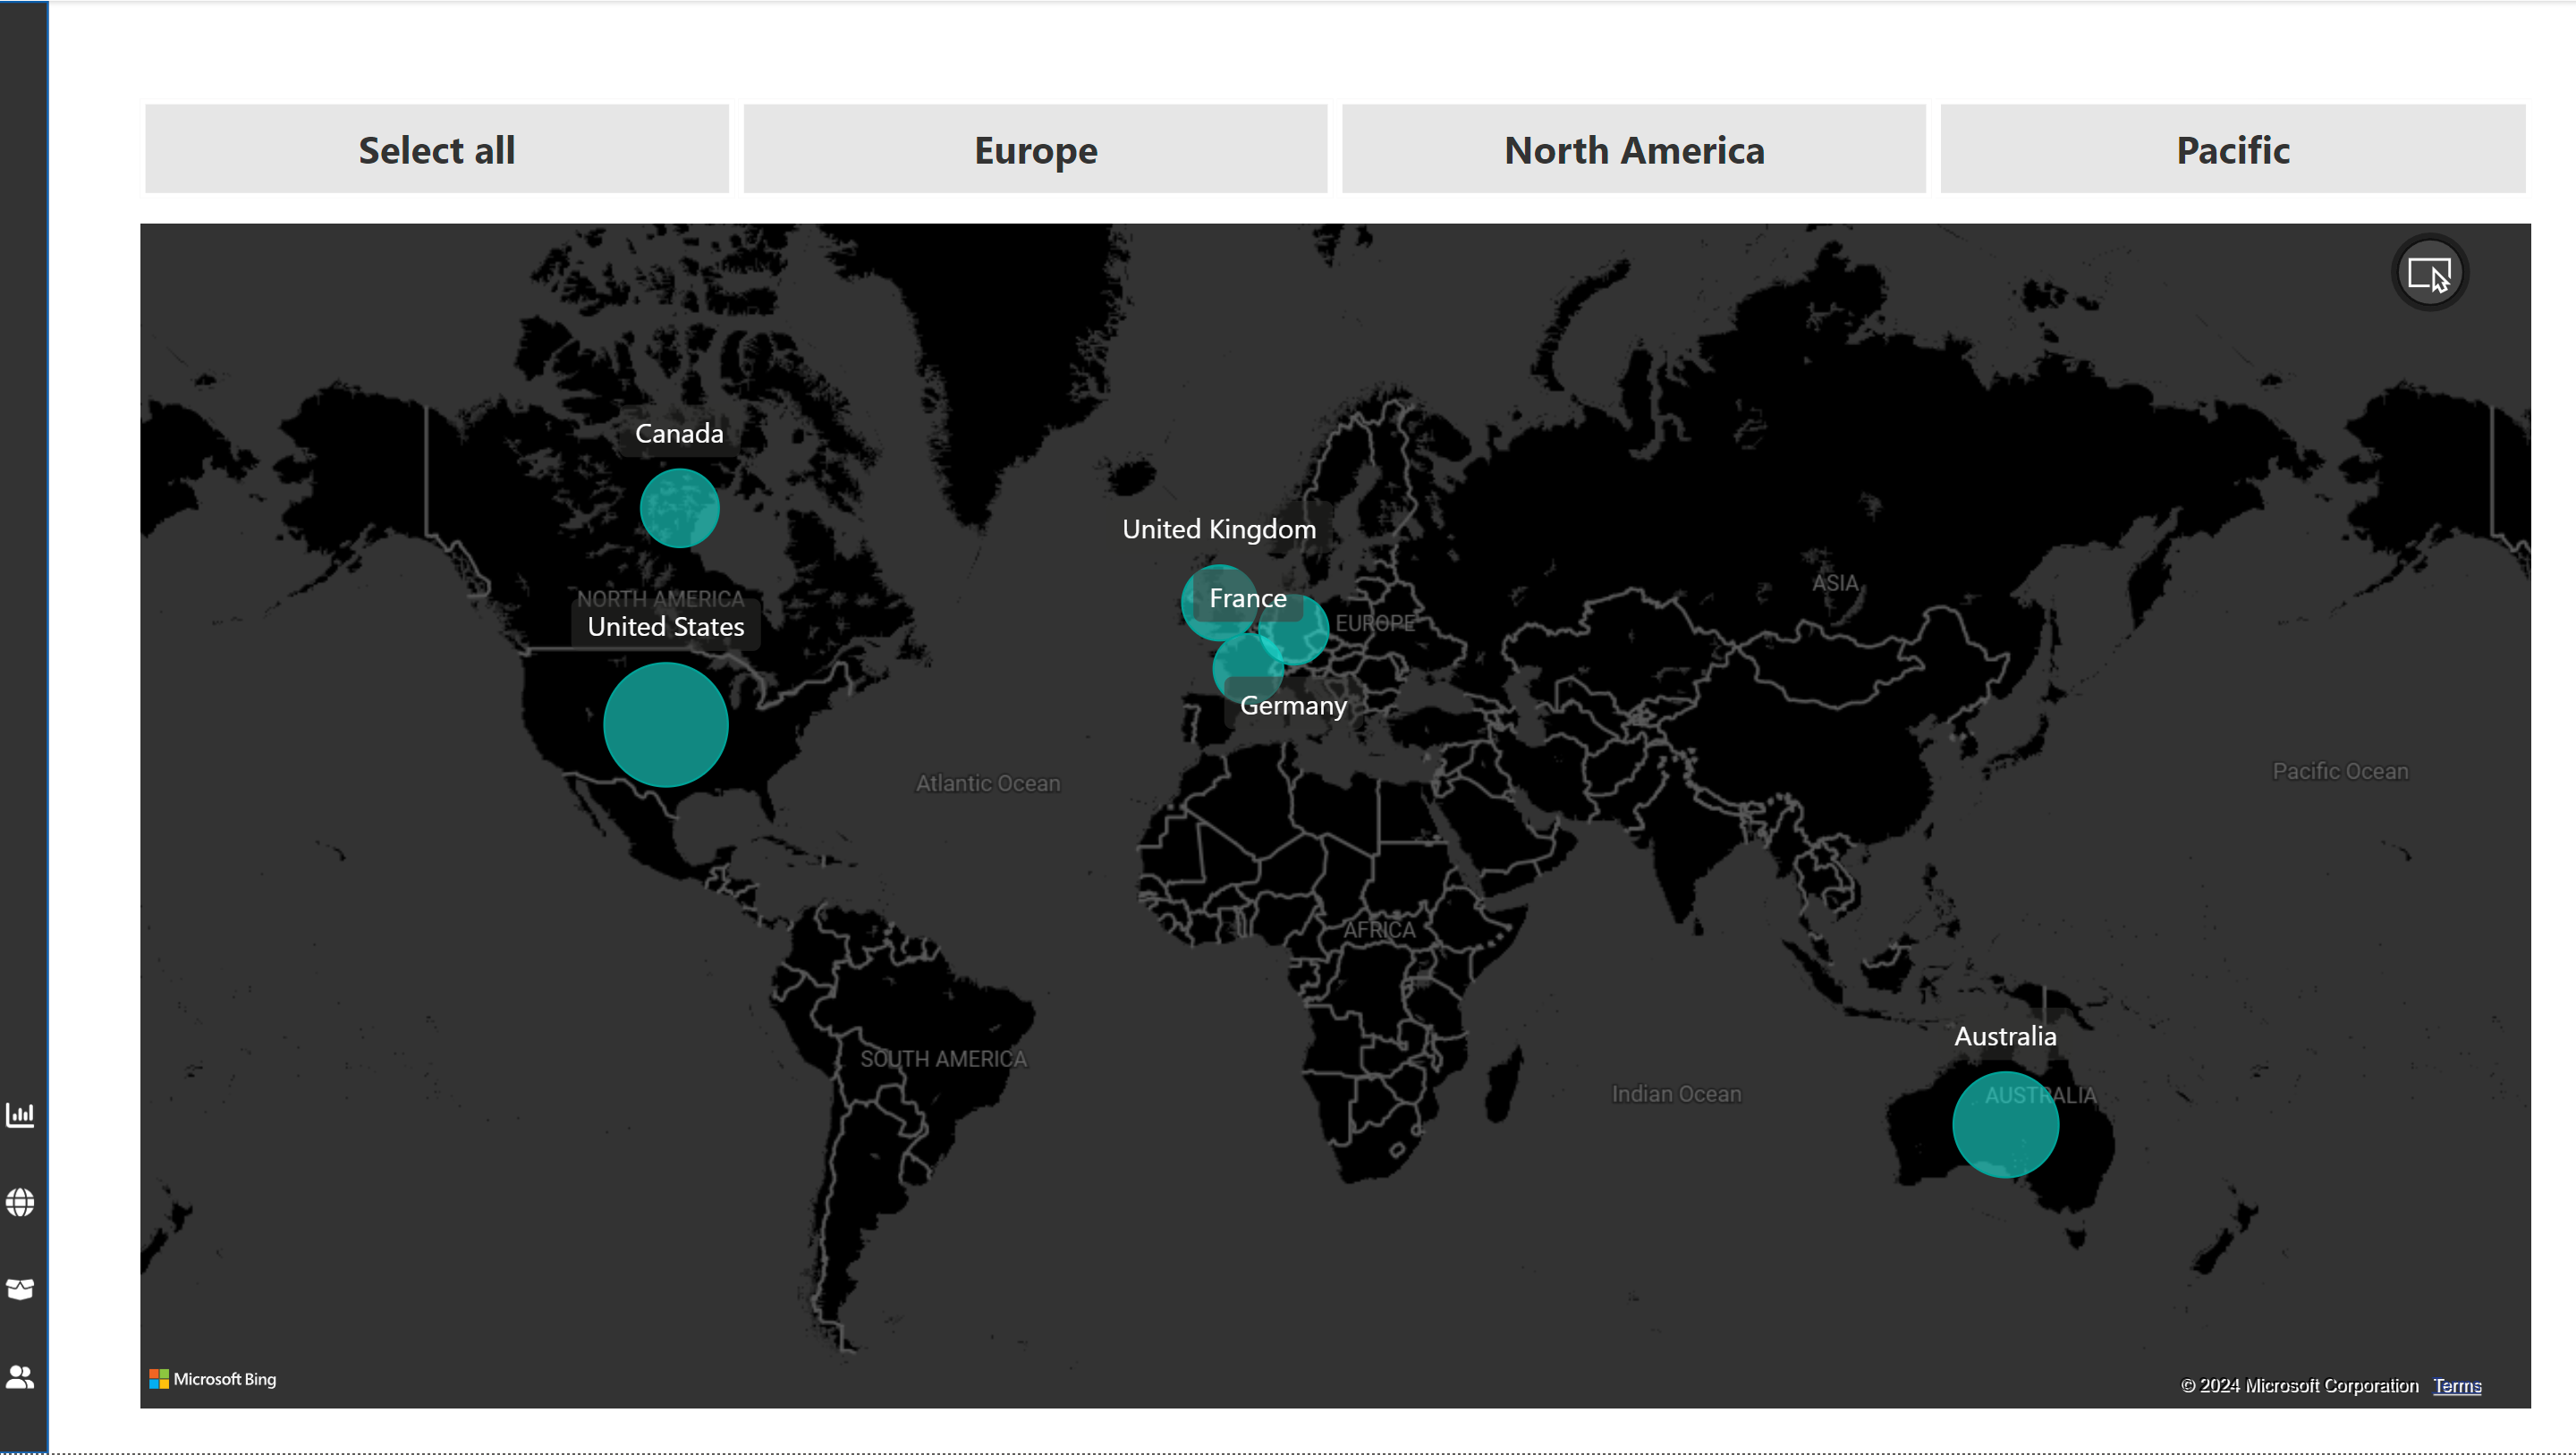 Select all
Europe
North America
Pacific
Canada
United Kingdom
NORTH AMERICA
United States
France
EUROPE
ASIA
Germany
Atlantic Ocean
Pacific Ocean
AFRICA
SOUTH AMERICA
Australia
AUSTRALIA
Indian Ocean
Microsoft Bing
© 2024 Microsoft Corporation Terms